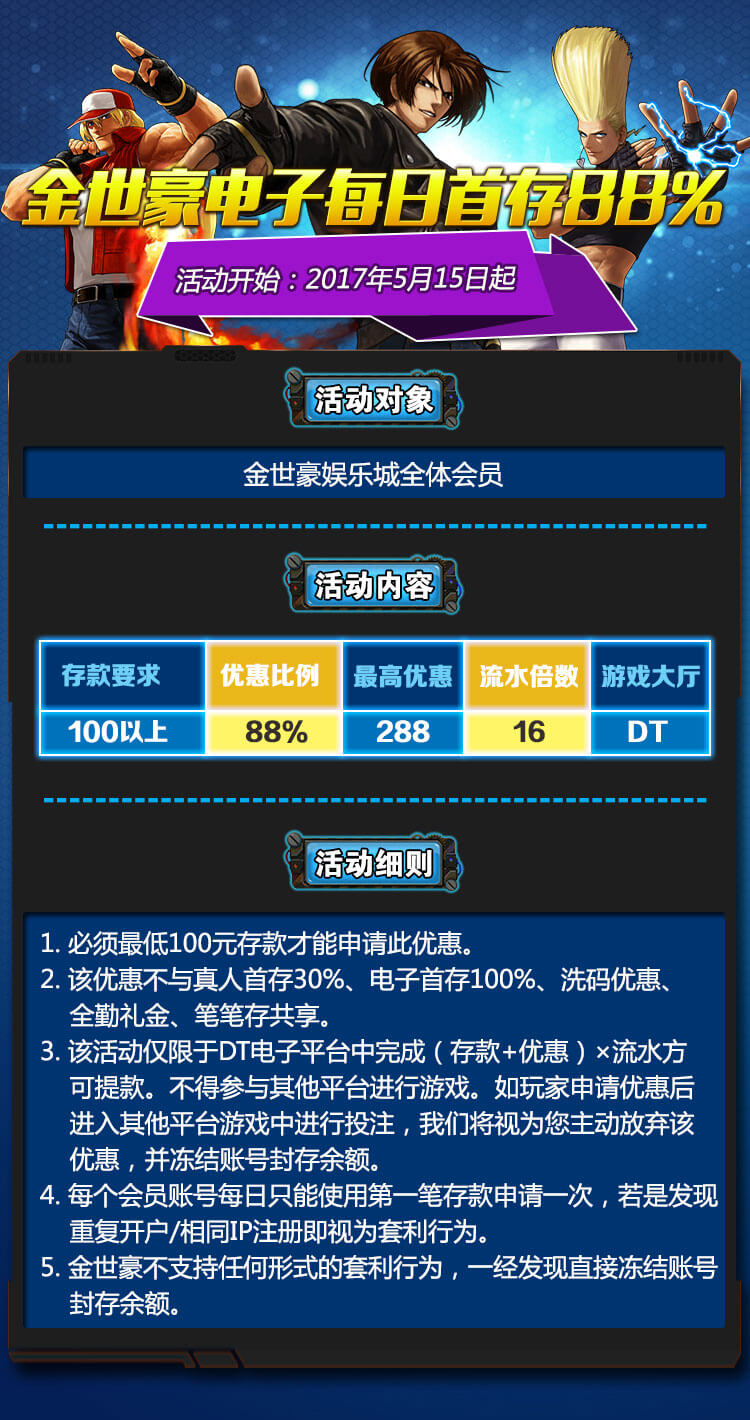 金世豪电子每日首存88%
活动开始：2017年5月15日起
活动对象
金世豪娱乐城全体会员
活动内容
存款要求 优惠比例 最高优惠 流水倍数 游戏大厅
100以上 88% 288 16 DT
活动细则
1. 必须最低100元存款才能申请此优惠。
2. 该优惠不与真人首存30%、电子首存100%、洗码优惠、
全勤礼金、笔笔存共享。
3. 该活动仅限于DT电子平台中完成（存款+优惠）×流水方
可提款。不得参与其他平台进行游戏。如玩家申请优惠后
进入其他平台游戏中进行投注，我们将视为您主动放弃该
优惠，并冻结账号封存余额。
4. 每个会员账号每日只能使用第一笔存款申请一次，若是发现
重复开户/相同IP注册即视为套利行为。
5. 金世豪不支持任何形式的套利行为，一经发现直接冻结账号
封存余额。